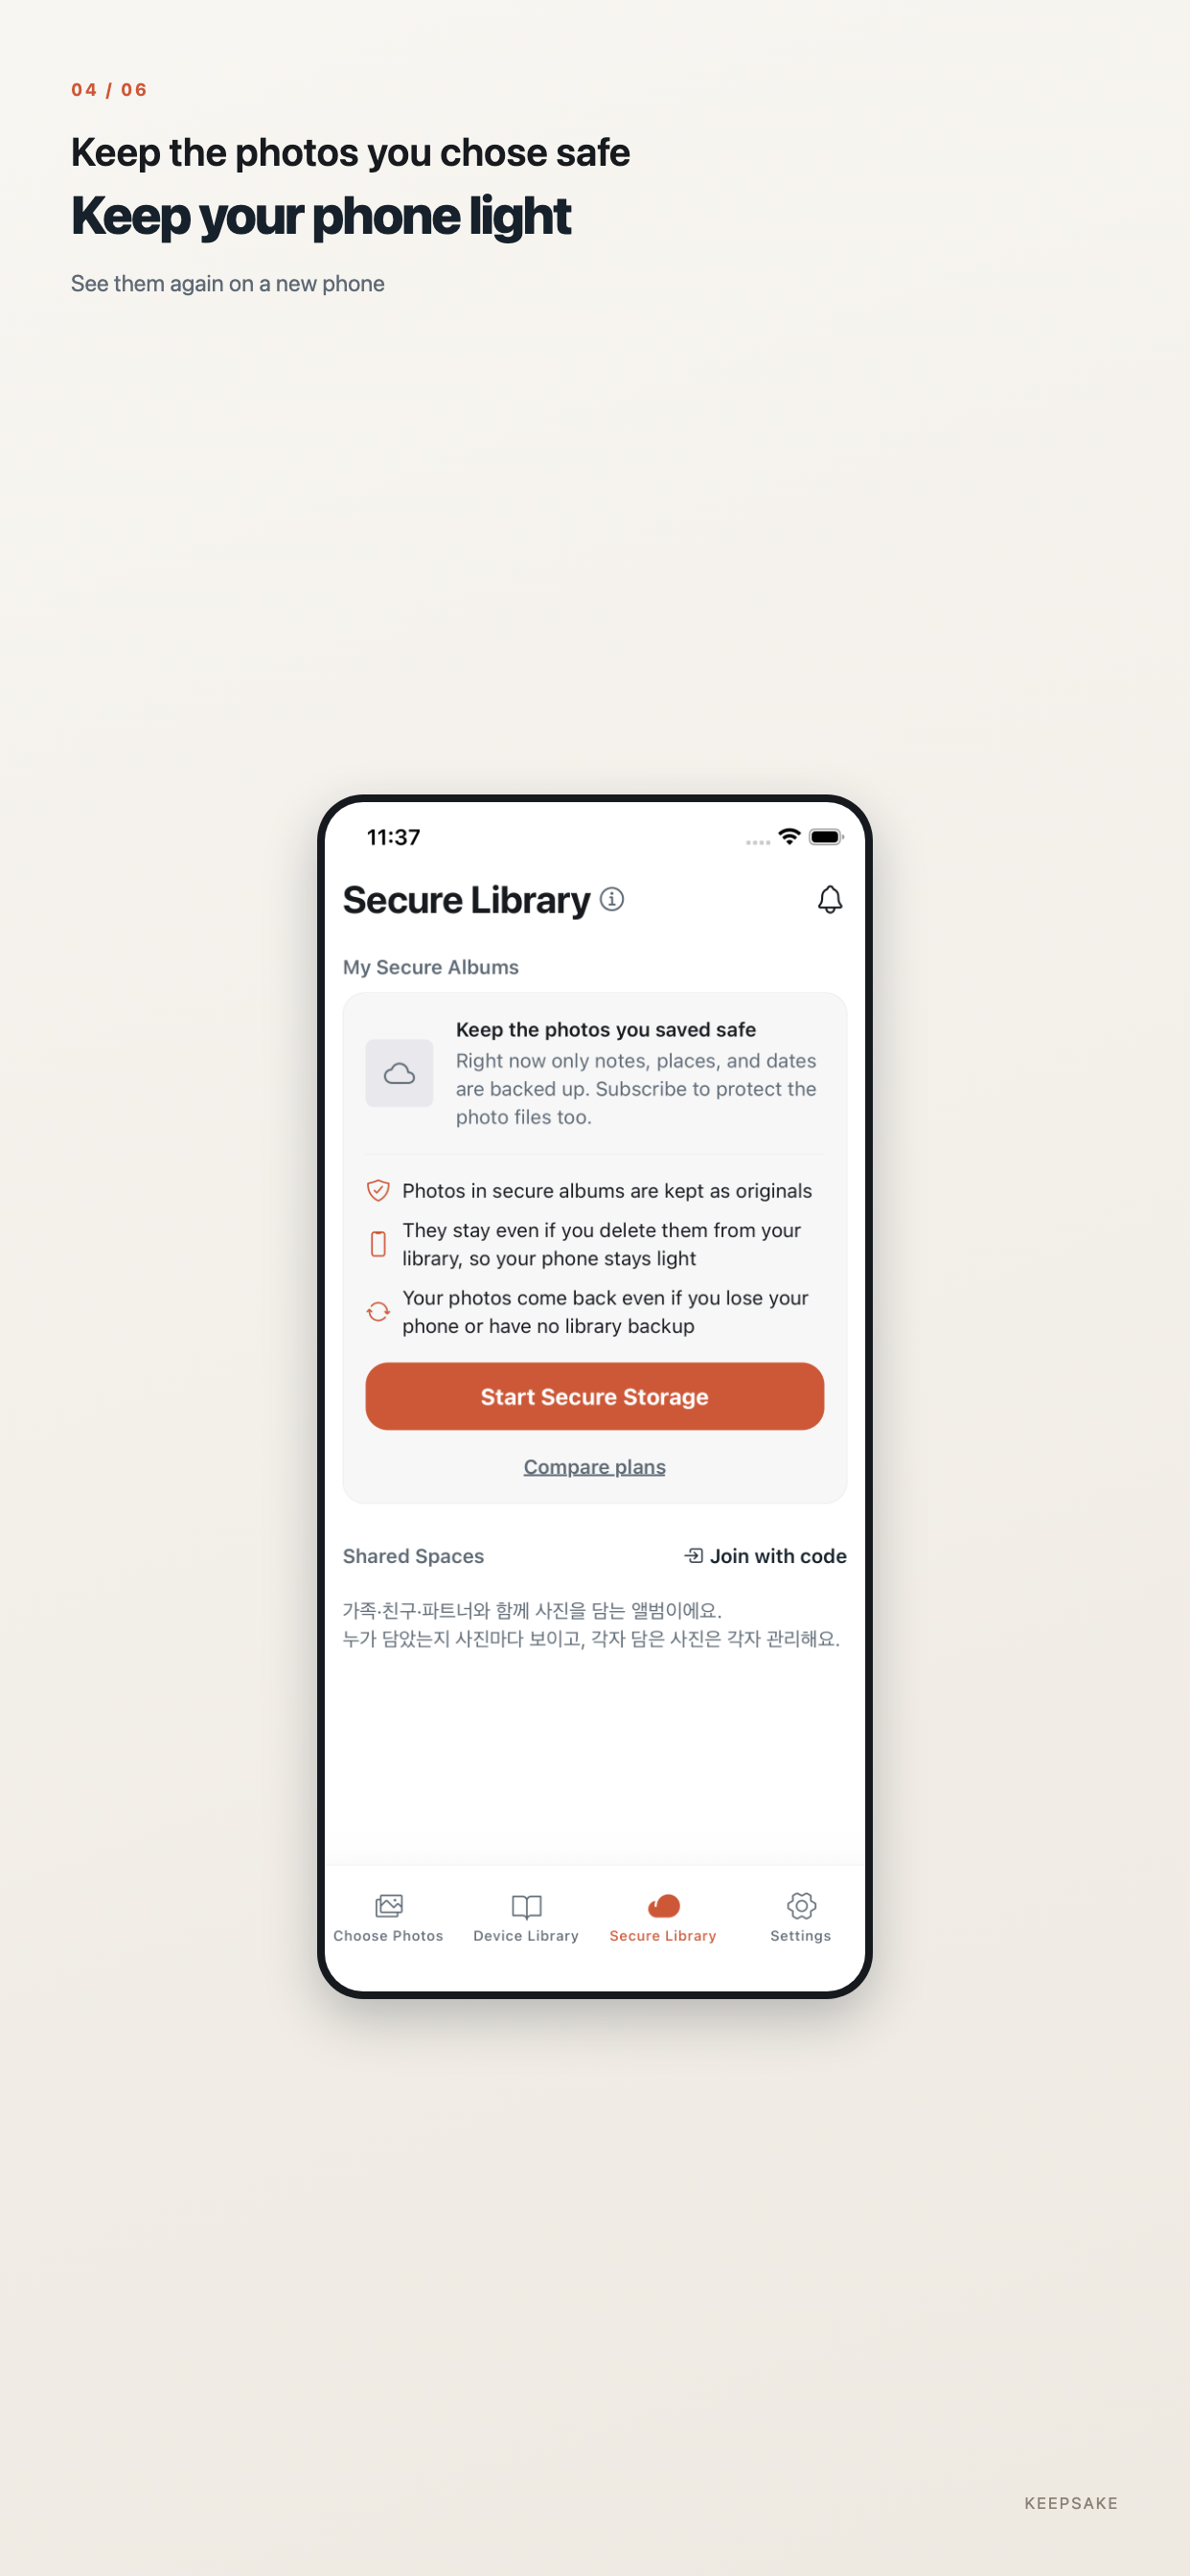 04 / 06
Keep the photos you chose safe
Keep your phone light
See them again on a new phone
11:37
Secure Library
My Secure Albums
Keep the photos you saved safe
Right now only notes, places, and dates
are backed up. Subscribe to protect the
photo files too.
Photos in secure albums are kept as originals
They stay even if you delete them from your
library, so your phone stays light
Your photos come back even if you lose your
phone or have no library backup
Start Secure Storage
Compare plans
Shared Spaces
Join with code
가족·친구·파트너와 함께 사진을 담는 앨범이에요.
누가 담았는지 사진마다 보이고, 각자 담은 사진은 각자 관리해요.
Choose Photos
Device Library
Secure Library
Settings
KEEPSAKE